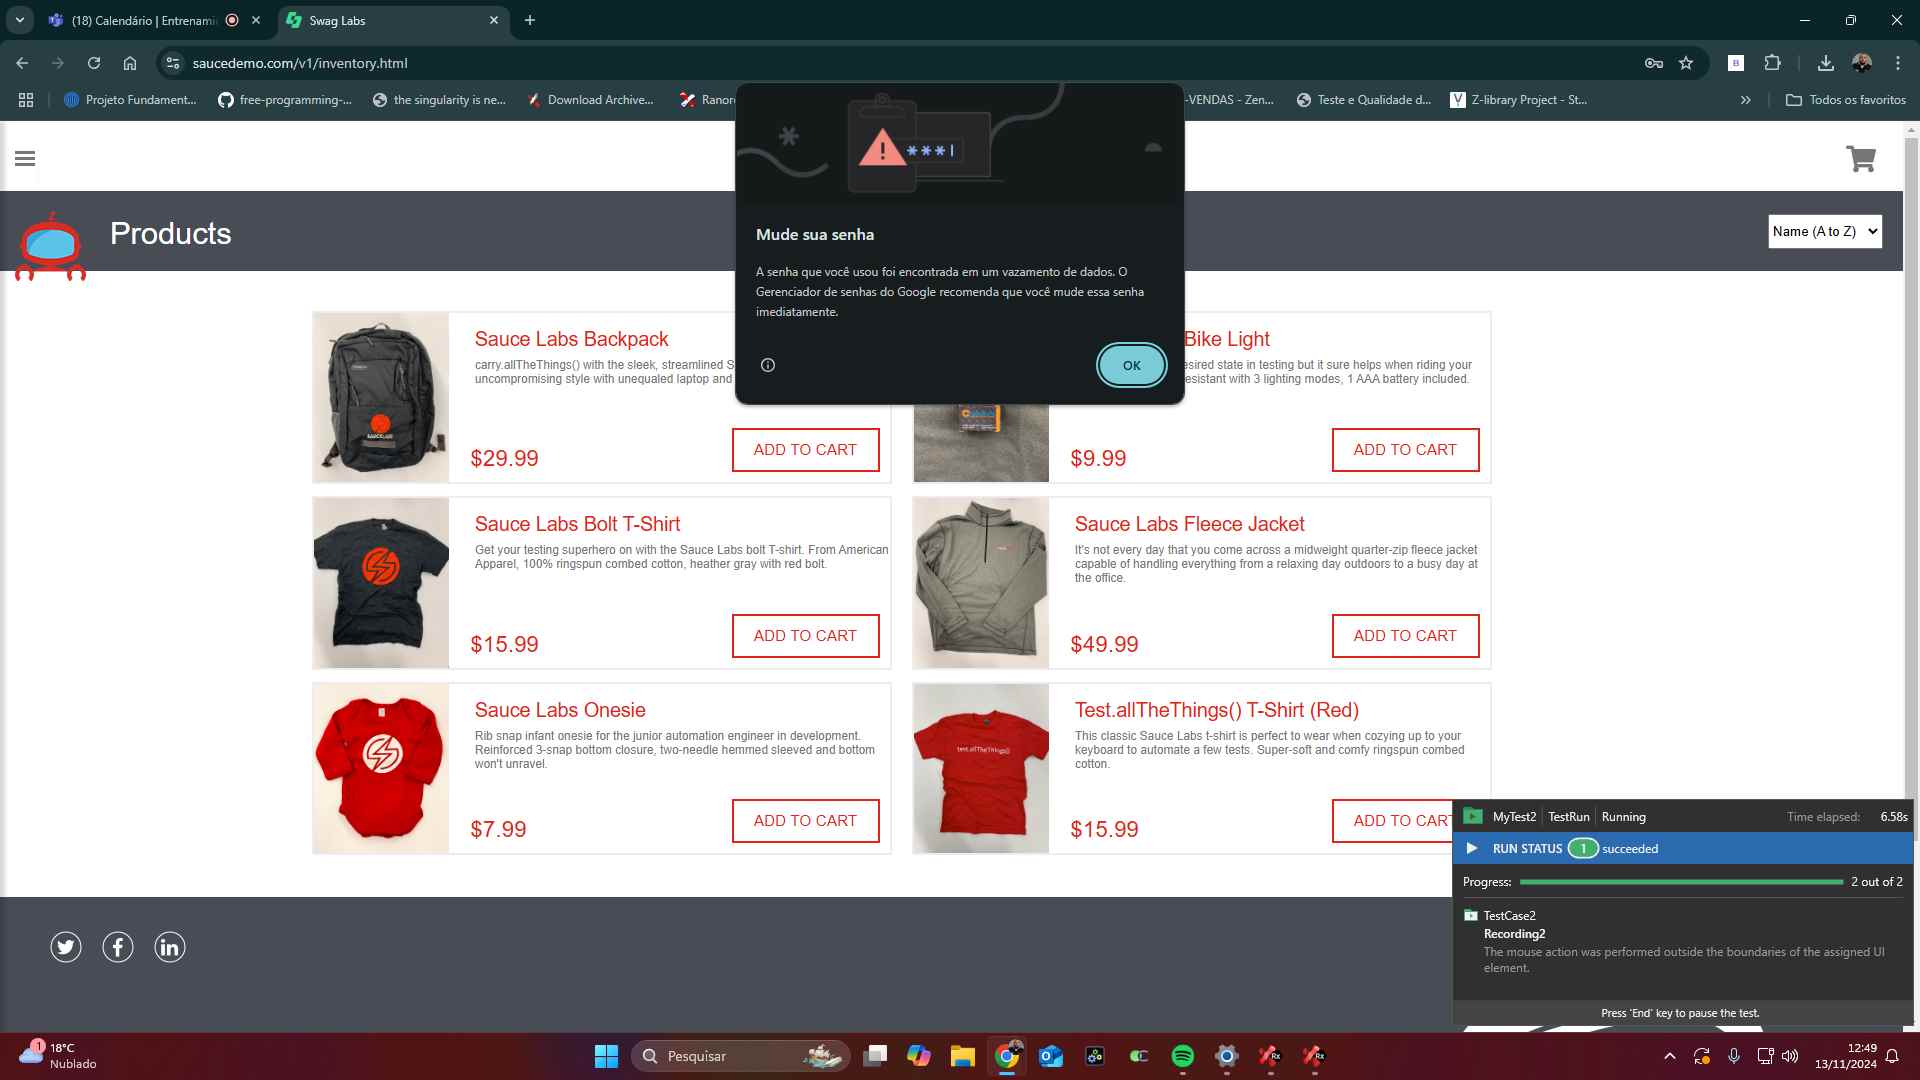 (18) Calendário | Entrenami
Swag Labs
saucedemo.com/v1/inventory.html
Projeto Fundament...
free-programming-...
the singularity is ne...
Download Archive...
Ranor
-VENDAS - Zen...
Teste e Qualidade d...
Z-library Project - St...
Todos os favoritos
***|
Products
Name (A to Z)
Mude sua senha
A senha que você usou foi encontrada em um vazamento de dados. O
Gerenciador de senhas do Google recomenda que você mude essa senha
imediatamente.
OK
Sauce Labs Backpack
carry.allTheThings() with the sleek, streamlined S
uncompromising style with unequaled laptop and
$29.99
ADD TO CART
Bike Light
esired state in testing but it sure helps when riding your
esistant with 3 lighting modes, 1 AAA battery included.
$9.99
ADD TO CART
Sauce Labs Bolt T-Shirt
Get your testing superhero on with the Sauce Labs bolt T-shirt. From American
Apparel, 100% ringspun combed cotton, heather gray with red bolt.
$15.99
ADD TO CART
Sauce Labs Fleece Jacket
It's not every day that you come across a midweight quarter-zip fleece jacket
capable of handling everything from a relaxing day outdoors to a busy day at
the office.
$49.99
ADD TO CART
Sauce Labs Onesie
Rib snap infant onesie for the junior automation engineer in development.
Reinforced 3-snap bottom closure, two-needle hemmed sleeved and bottom
won't unravel.
$7.99
ADD TO CART
test.allTheThings()
Test.allTheThings() T-Shirt (Red)
This classic Sauce Labs t-shirt is perfect to wear when cozying up to your
keyboard to automate a few tests. Super-soft and comfy ringspun combed
cotton.
$15.99
ADD TO CART
MyTest2 TestRun Running
Time elapsed: 6.58s
RUN STATUS 1 succeeded
Progress: 2 out of 2
TestCase2
Recording2
The mouse action was performed outside the boundaries of the assigned UI
element.
Press 'End' key to pause the test.
1
18°C
Nublado
Pesquisar
12:49
13/11/2024